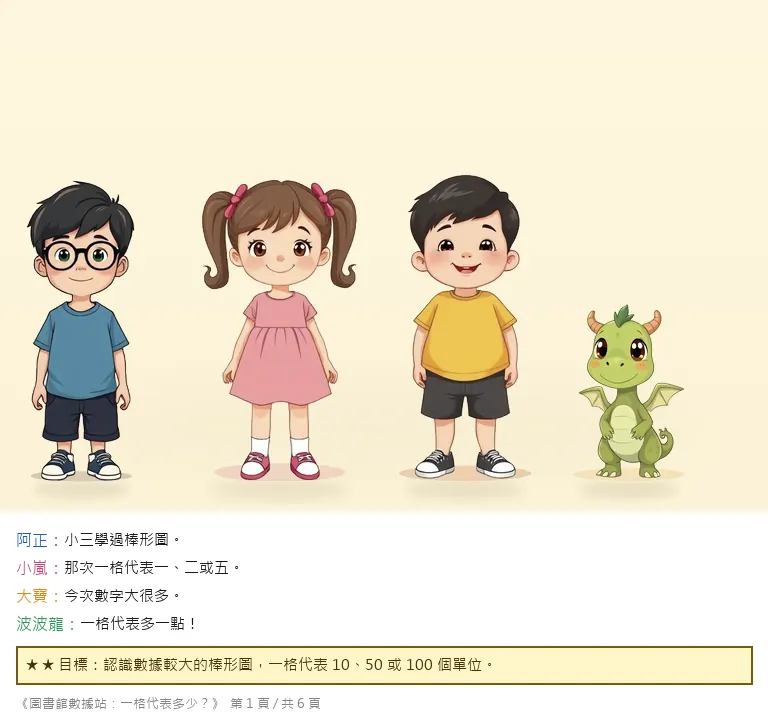 阿正：小三學過棒形圖。
小嵐：那次一格代表一、二或五。
大寶：今次數字大很多。
波波龍：一格代表多一點！
★★目標：認識數據較大的棒形圖，一格代表 10、50 或 100 個單位。
《圖書館數據站：一格代表多少？》 第 1 頁 / 共 6 頁